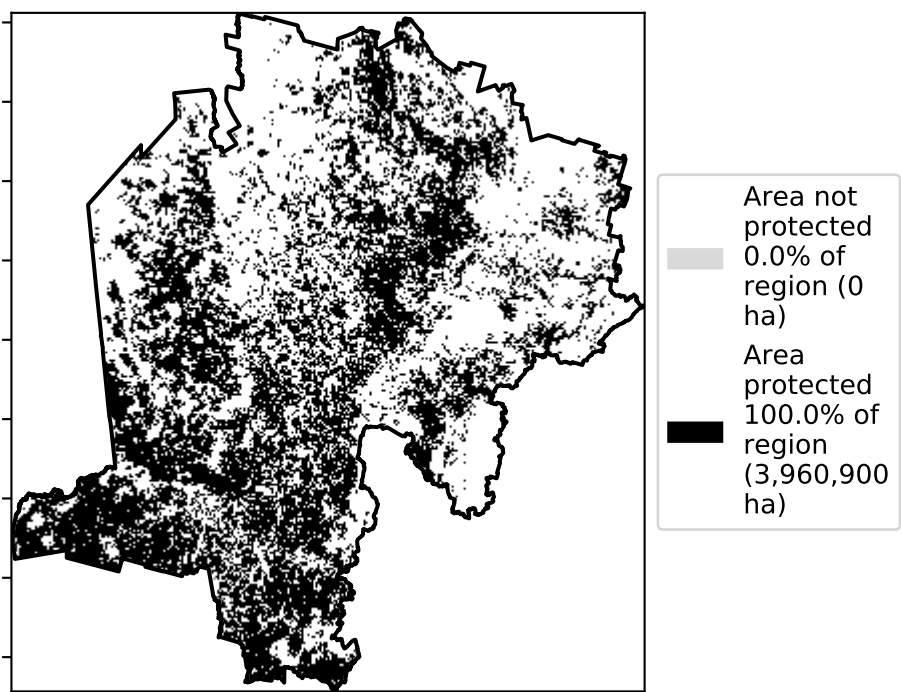 Area not
protected
0.0% of
region (0
ha)
Area
protected
100.0% of
region
(3,960,900
ha)